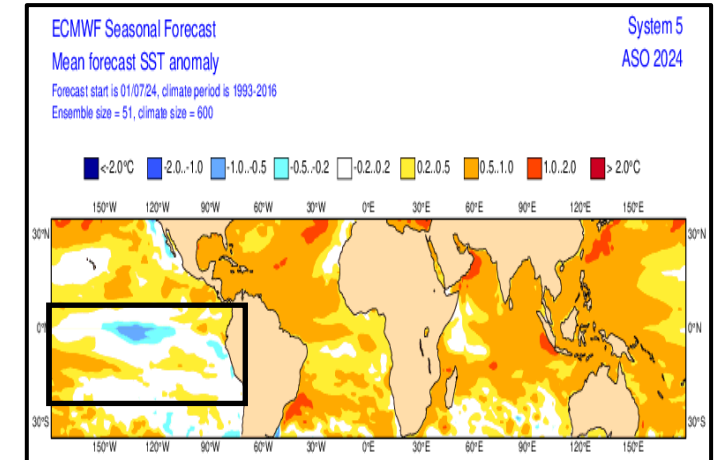 ECMWF Seasonal Forecast
System 5
Mean forecast SST anomaly
ASO 2024
Forecast start is 01/07/24, climate period is 1993-2016
Ensemble size = 51, climate size = 600
<-2.0°C -2.0..-1.0 -1.0..-0.5 -0.5..-0.2 -0.2..0.2 0.2..0.5 0.5..1.0 1.0..2.0 > 2.0°C
150°W 120°W 90°W 60°W 30°W 0°E 30°E 60°E 90°E 120°E 150°E
30°N 30°N
0°N 0°N
30°S 30°S
150°W 120°W 90°W 60°W 30°W 0°E 30°E 60°E 90°E 120°E 150°E